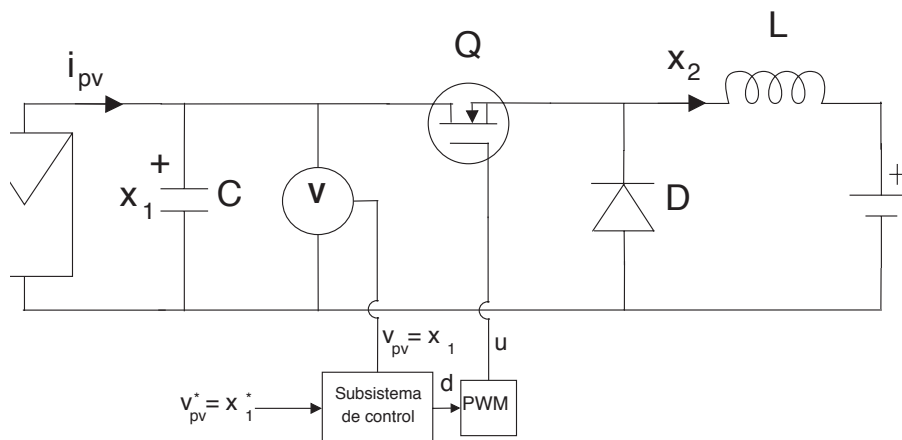 L
Q
i_pv
x_2
+
+
x_1
C
V
D
v_pv = x_1
u
v*_pv = x*_1
Subsistema
de control
d
PWM